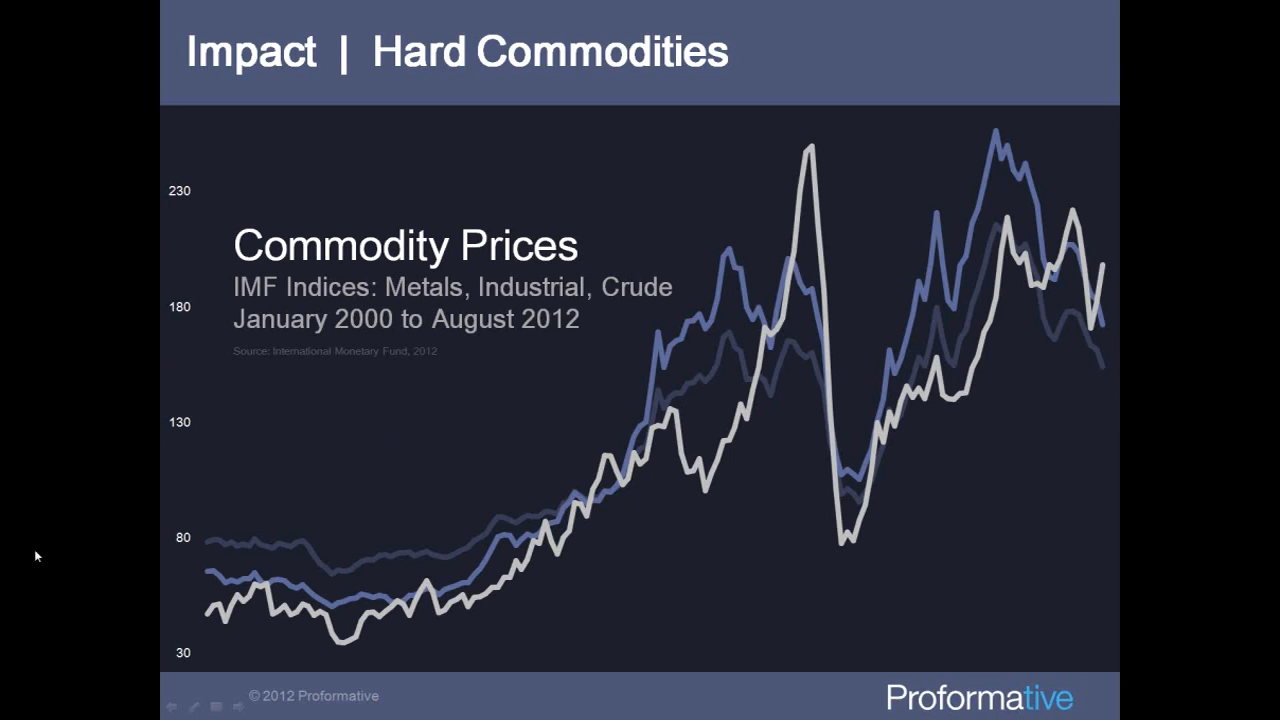 Impact | Hard Commodities
230
180
130
80
30
Commodity Prices
IMF Indices: Metals, Industrial, Crude
January 2000 to August 2012
Source: International Monetary Fund, 2012
© 2012 Proformative
Proformative